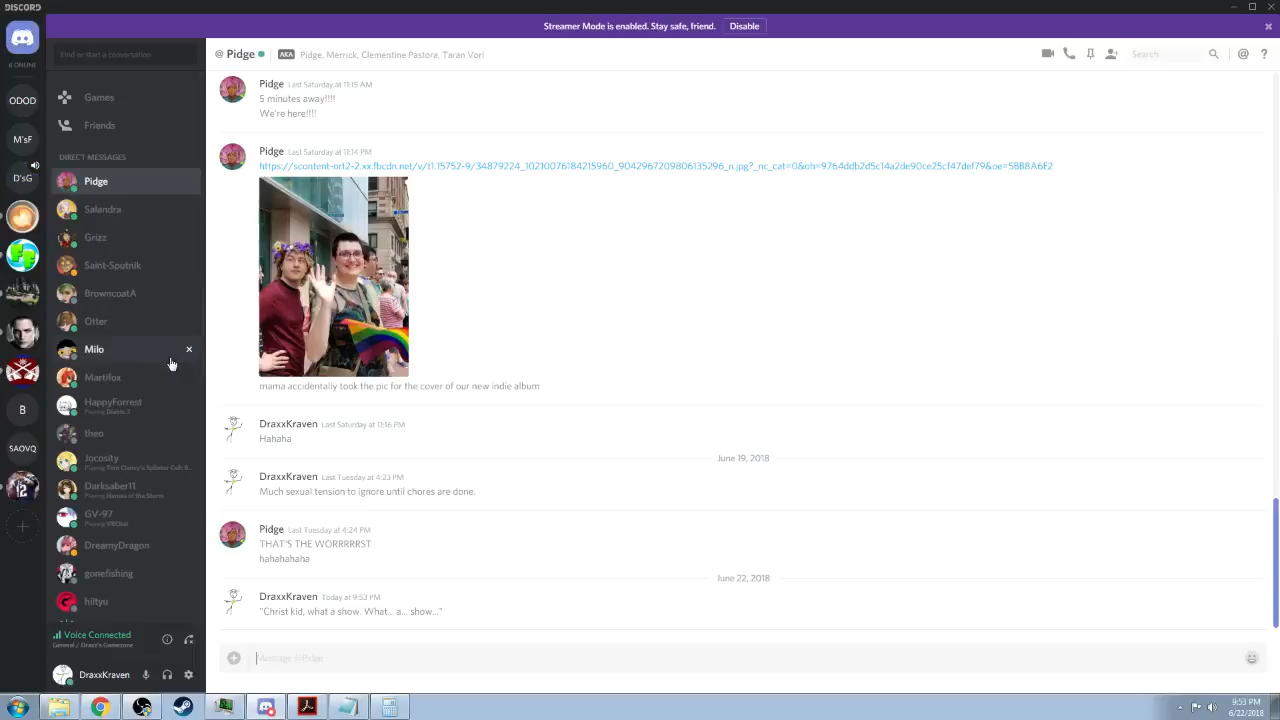 DISCORD
Streamer Mode is enabled. Stay safe, friend. Disable
Find or start a conversation
@ Pidge
AKA Pidge, Merrick, Clementine Pastora, Taran Vori
Search
6 ONLINE
Games
Friends
DIRECT MESSAGES
Pidge
Salandra
Grizz
Saint-Sputnik
BrowncoatA
Otter
Milo
Martifox
HappyForrest
Playing Diablo 3
theo
Jocosity
Playing Tom Clancy's Splinter Cell: B...
Darksaber11
Playing Heroes of the Storm
GV-97
Playing VRChat
DreamyDragon
gonefishing
hiltyu
Voice Connected
General / Draxx's Gamezone
DraxxKraven
MGoD
MSF
DrS
B
AOVQ
Pidge Last Saturday at 11:15 AM
5 minutes away!!!!
We're here!!!!
Pidge Last Saturday at 11:14 PM
https://scontent-ort2-2.xx.fbcdn.net/v/t1.15752-9/34879224_10210076184215960_9042967209806135296_n.jpg?_nc_cat=0&oh=9764ddb2d5c14a2de90ce25cf47def79&oe=5BB8A6F2
mama accidentally took the pic for the cover of our new indie album
DraxxKraven Last Saturday at 11:16 PM
Hahaha
June 19, 2018
DraxxKraven Last Tuesday at 4:23 PM
Much sexual tension to ignore until chores are done.
Pidge Last Tuesday at 4:24 PM
THAT'S THE WORRRRRST
hahahahaha
June 22, 2018
DraxxKraven Today at 9:53 PM
"Christ kid, what a show. What... a... show..."
Message @Pidge
9:53 PM
6/22/2018